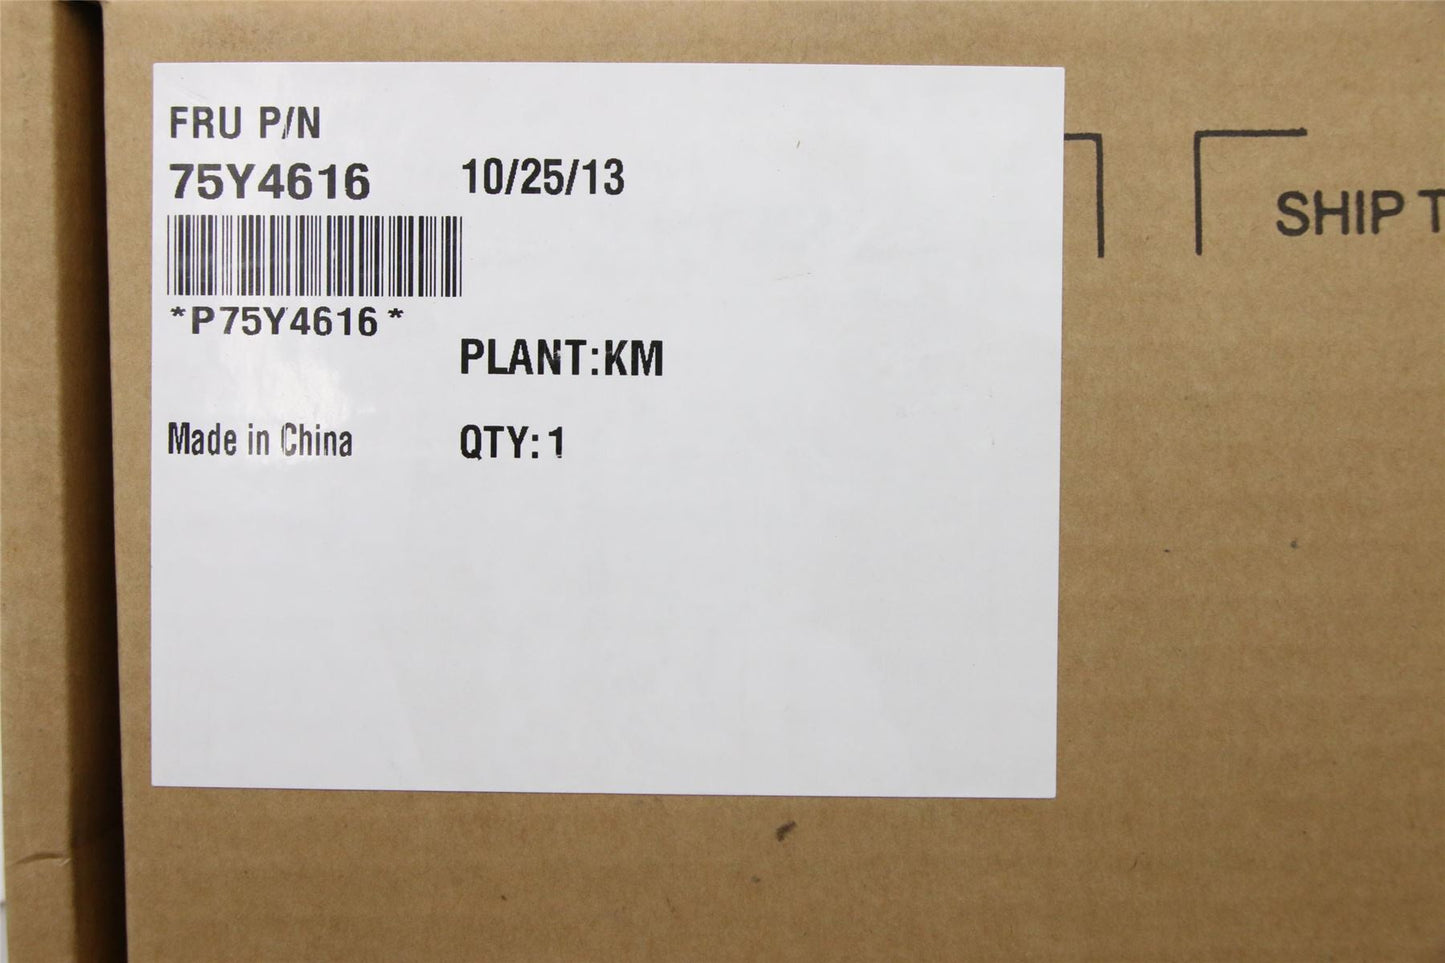 FRU P/N
75Y4616 10/25/13
*P75Y4616*
PLANT:KM
Made in China QTY: 1
SHIP T